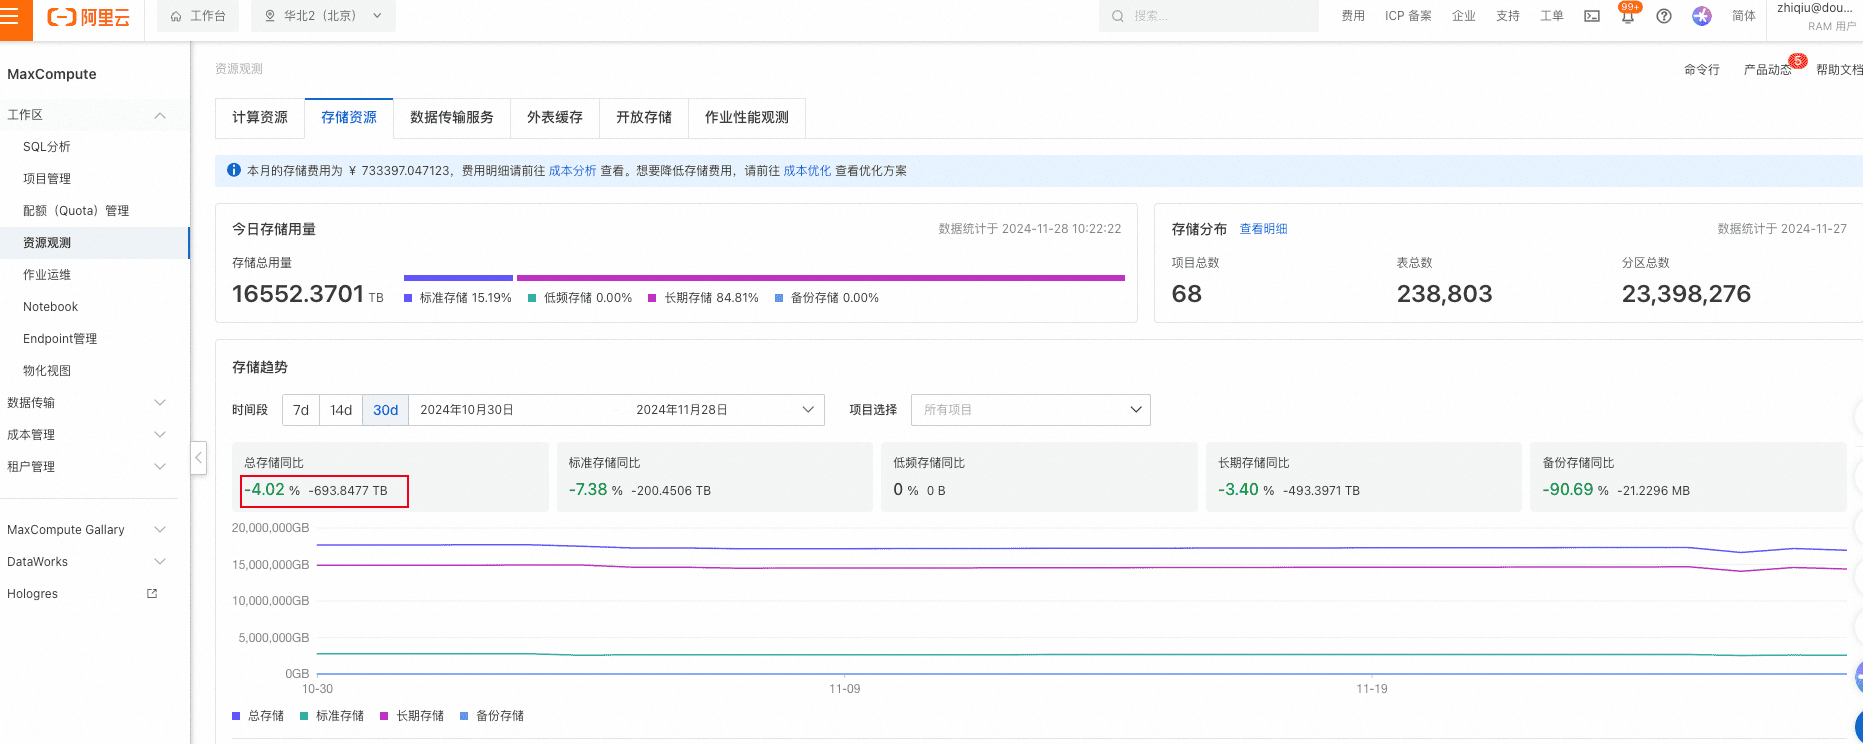 阿里云
工作台
华北2（北京）
搜索...
费用
ICP 备案
企业
支持
工单
99+
简体
zhiqiu@dou...
RAM 用户
MaxCompute
工作区
SQL分析
项目管理
配额（Quota）管理
资源观测
作业运维
Notebook
Endpoint管理
物化视图
数据传输
成本管理
租户管理
MaxCompute Gallary
DataWorks
Hologres
资源观测
命令行
产品动态
5
帮助文档
计算资源
存储资源
数据传输服务
外表缓存
开放存储
作业性能观测
本月的存储费用为 ￥ 733397.047123，费用明细请前往 成本分析 查看。想要降低存储费用，请前往 成本优化 查看优化方案
今日存储用量
数据统计于 2024-11-28 10:22:22
存储总用量
16552.3701 TB
标准存储 15.19%
低频存储 0.00%
长期存储 84.81%
备份存储 0.00%
存储分布
查看明细
数据统计于 2024-11-27
项目总数
68
表总数
238,803
分区总数
23,398,276
存储趋势
时间段
7d
14d
30d
2024年10月30日
2024年11月28日
项目选择
所有项目
总存储同比
-4.02 % -693.8477 TB
标准存储同比
-7.38 % -200.4506 TB
低频存储同比
0 % 0 B
长期存储同比
-3.40 % -493.3971 TB
备份存储同比
-90.69 % -21.2296 MB
20,000,000GB
15,000,000GB
10,000,000GB
5,000,000GB
0GB
10-30
11-09
11-19
总存储
标准存储
长期存储
备份存储